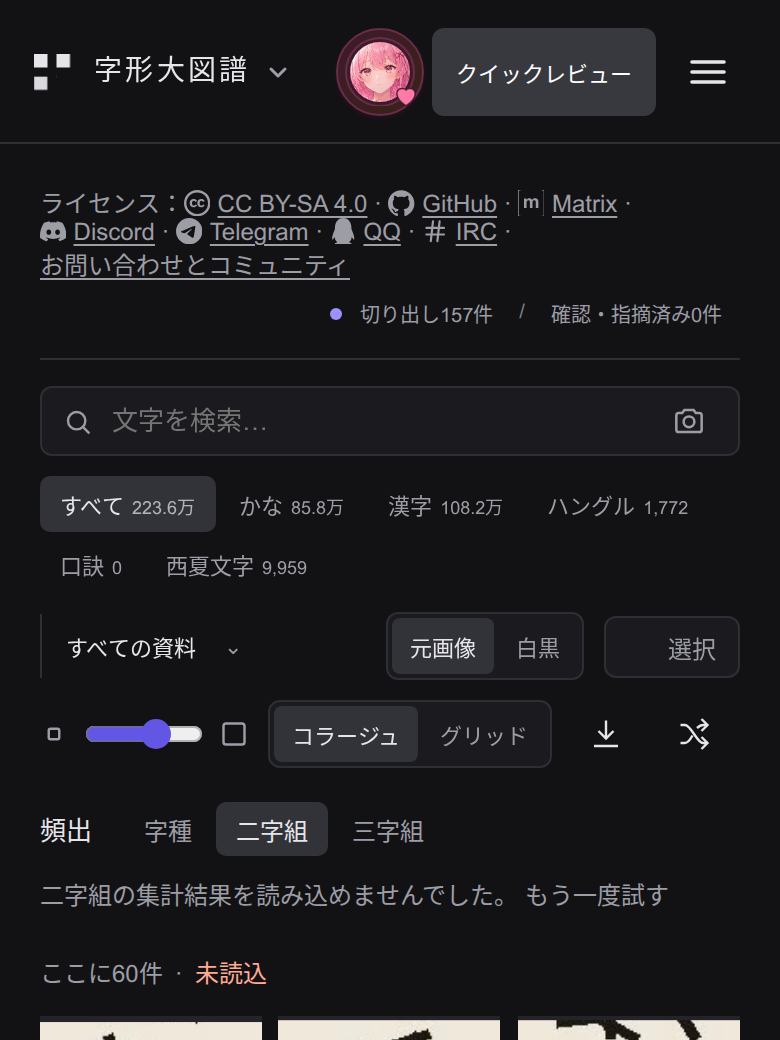 字形大図譜
クイックレビュー
ライセンス：CC BY-SA 4.0 · GitHub · [m] Matrix ·
Discord · Telegram · QQ · IRC ·
お問い合わせとコミュニティ
切り出し157件 / 確認・指摘済み0件
文字を検索…
すべて 223.6万 かな 85.8万 漢字 108.2万 ハングル 1,772
口訣 0 西夏文字 9,959
すべての資料 元画像 白黒 選択
コラージュ グリッド
頻出 字種 二字組 三字組
二字組の集計結果を読み込めませんでした。 もう一度試す
ここに60件 · 未読込